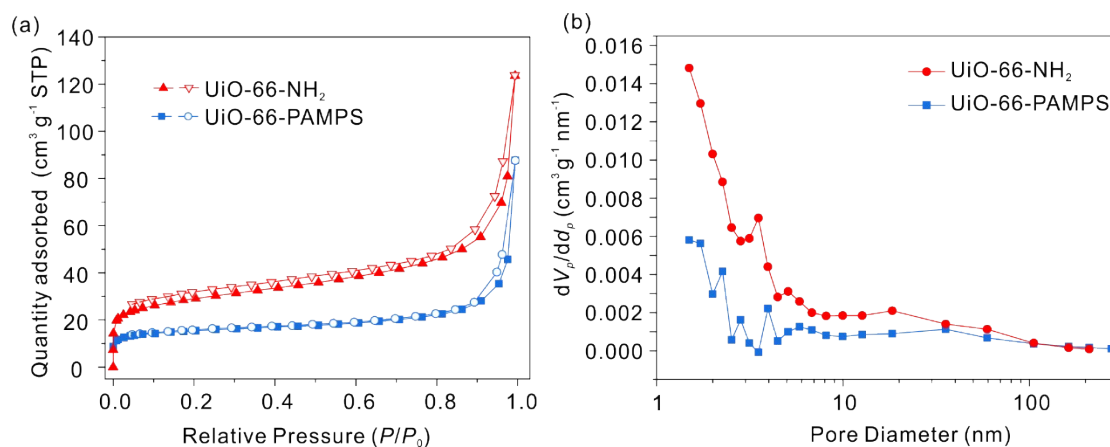 (a)
Quantity adsorbed (cm³ g⁻¹ STP)
140
120
100
80
60
40
20
0
UiO-66-NH₂
UiO-66-PAMPS
0.0 0.2 0.4 0.6 0.8 1.0
Relative Pressure (P/P₀)
(b)
dVₚ/ddₚ (cm³ g⁻¹ nm⁻¹)
0.016
0.014
0.012
0.010
0.008
0.006
0.004
0.002
0.000
UiO-66-NH₂
UiO-66-PAMPS
1 10 100
Pore Diameter (nm)